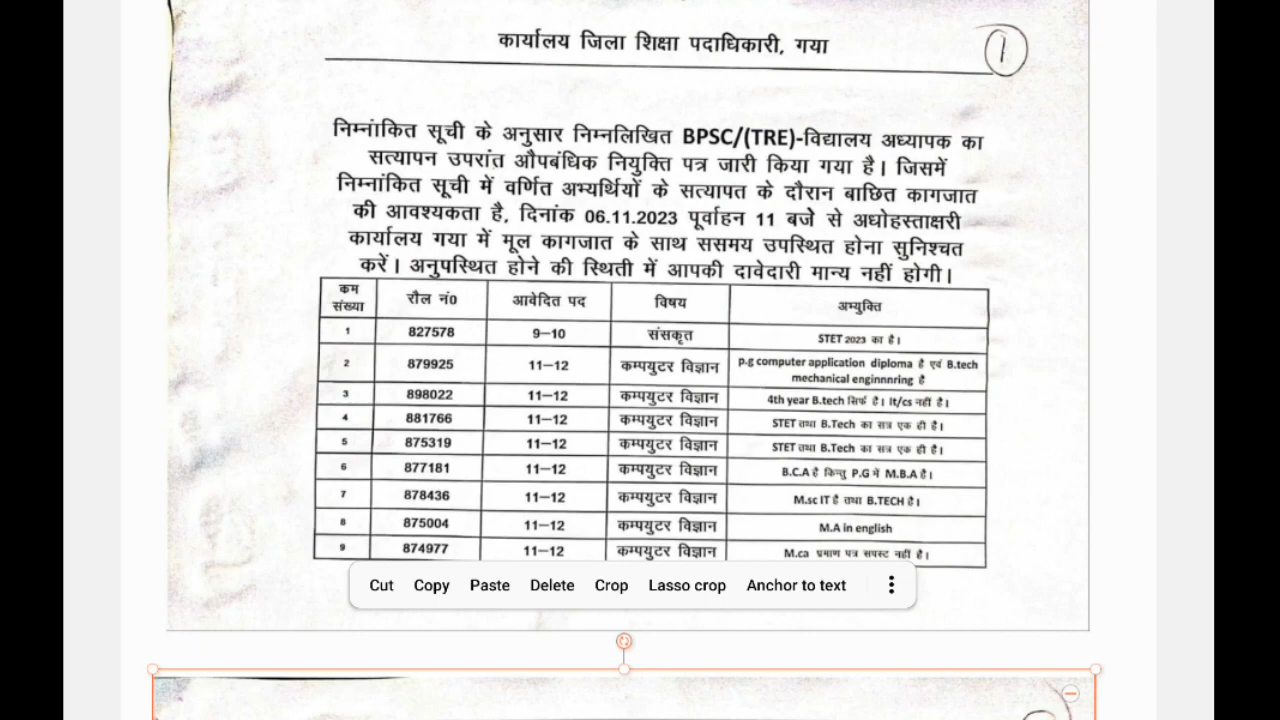 कार्यालय जिला शिक्षा पदाधिकारी, गया
1
निम्नांकित सूची के अनुसार निम्नलिखित BPSC/(TRE)-विद्यालय अध्यापक का
सत्यापन उपरांत औपबंधिक नियुक्ति पत्र जारी किया गया है। जिसमें
निम्नांकित सूची में वर्णित अभ्यर्थियों के सत्यापत के दौरान बाछित कागजात
की आवश्यकता है, दिनांक 06.11.2023 पूर्वाहन 11 बजे से अधोहस्ताक्षरी
कार्यालय गया में मूल कागजात के साथ ससमय उपस्थित होना सुनिश्चत
करें। अनुपस्थित होने की स्थिती में आपकी दावेदारी मान्य नहीं होगी।
कम संख्या रौल नं0 आवेदित पद विषय अभ्युक्ति
1 827578 9-10 संसकृत STET 2023 का है।
2 879925 11-12 कम्पयुटर विज्ञान p.g computer application diploma है एवं B.tech
mechanical enginnnring है
3 898022 11-12 कम्पयुटर विज्ञान 4th year B.tech सिर्फ है। It/cs नहीं है।
4 881766 11-12 कम्पयुटर विज्ञान STET तथा B.Tech का सत्र एक ही है।
5 875319 11-12 कम्पयुटर विज्ञान STET तथा B.Tech का सत्र एक ही है।
6 877181 11-12 कम्पयुटर विज्ञान B.C.A है किन्तु P.G में M.B.A है।
7 878436 11-12 कम्पयुटर विज्ञान M.sc IT है तथा B.TECH है।
8 875004 11-12 कम्पयुटर विज्ञान M.A in english
9 874977 11-12 कम्पयुटर विज्ञान M.ca प्रमाण पत्र सपस्ट नहीं है।
Cut Copy Paste Delete Crop Lasso crop Anchor to text